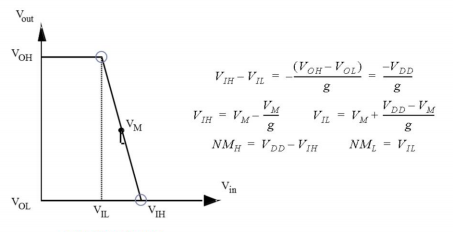 V_out
V_OH
V_M
V_OL
V_IL
V_IH
V_in
V_IH − V_IL = −(V_OH − V_OL)/g = −V_DD/g
V_IH = V_M − V_M/g    V_IL = V_M + (V_DD − V_M)/g
NM_H = V_DD − V_IH    NM_L = V_IL